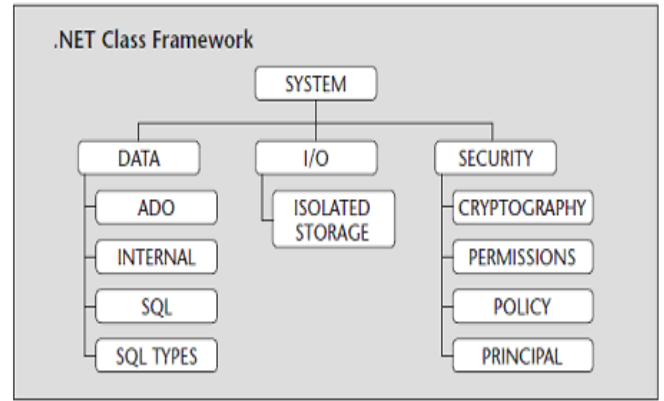 .NET Class Framework
SYSTEM
DATA
I/O
SECURITY
ADO
INTERNAL
SQL
SQL TYPES
ISOLATED
STORAGE
CRYPTOGRAPHY
PERMISSIONS
POLICY
PRINCIPAL